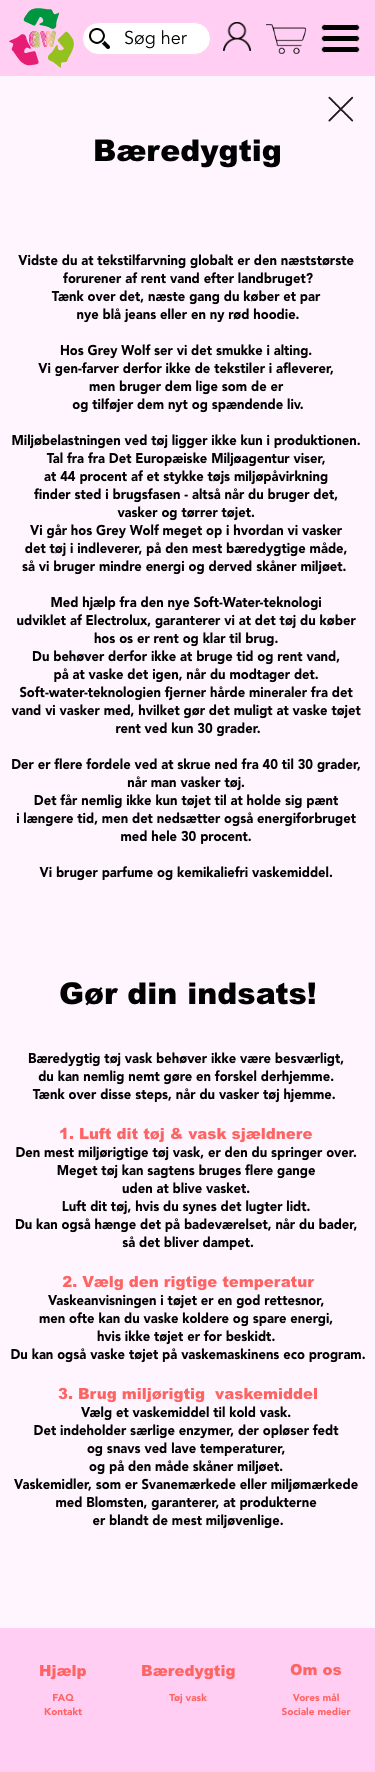 GW
Søg her
Bæredygtig
Vidste du at tekstilfarvning globalt er den næststørste
forurener af rent vand efter landbruget?
Tænk over det, næste gang du køber et par
nye blå jeans eller en ny rød hoodie.
Hos Grey Wolf ser vi det smukke i alting.
Vi gen-farver derfor ikke de tekstiler i afleverer,
men bruger dem lige som de er
og tilføjer dem nyt og spændende liv.
Miljøbelastningen ved tøj ligger ikke kun i produktionen.
Tal fra fra Det Europæiske Miljøagentur viser,
at 44 procent af et stykke tøjs miljøpåvirkning
finder sted i brugsfasen - altså når du bruger det,
vasker og tørrer tøjet.
Vi går hos Grey Wolf meget op i hvordan vi vasker
det tøj i indleverer, på den mest bæredygtige måde,
så vi bruger mindre energi og derved skåner miljøet.
Med hjælp fra den nye Soft-Water-teknologi
udviklet af Electrolux, garanterer vi at det tøj du køber
hos os er rent og klar til brug.
Du behøver derfor ikke at bruge tid og rent vand,
på at vaske det igen, når du modtager det.
Soft-water-teknologien fjerner hårde mineraler fra det
vand vi vasker med, hvilket gør det muligt at vaske tøjet
rent ved kun 30 grader.
Der er flere fordele ved at skrue ned fra 40 til 30 grader,
når man vasker tøj.
Det får nemlig ikke kun tøjet til at holde sig pænt
i længere tid, men det nedsætter også energiforbruget
med hele 30 procent.
Vi bruger parfume og kemikaliefri vaskemiddel.
Gør din indsats!
Bæredygtig tøj vask behøver ikke være besværligt,
du kan nemlig nemt gøre en forskel derhjemme.
Tænk over disse steps, når du vasker tøj hjemme.
1. Luft dit tøj & vask sjældnere
Den mest miljørigtige tøj vask, er den du springer over.
Meget tøj kan sagtens bruges flere gange
uden at blive vasket.
Luft dit tøj, hvis du synes det lugter lidt.
Du kan også hænge det på badeværelset, når du bader,
så det bliver dampet.
2. Vælg den rigtige temperatur
Vaskeanvisningen i tøjet er en god rettesnor,
men ofte kan du vaske koldere og spare energi,
hvis ikke tøjet er for beskidt.
Du kan også vaske tøjet på vaskemaskinens eco program.
3. Brug miljørigtig vaskemiddel
Vælg et vaskemiddel til kold vask.
Det indeholder særlige enzymer, der opløser fedt
og snavs ved lave temperaturer,
og på den måde skåner miljøet.
Vaskemidler, som er Svanemærkede eller miljømærkede
med Blomsten, garanterer, at produkterne
er blandt de mest miljøvenlige.
Hjælp
FAQ
Kontakt
Bæredygtig
Tøj vask
Om os
Vores mål
Sociale medier